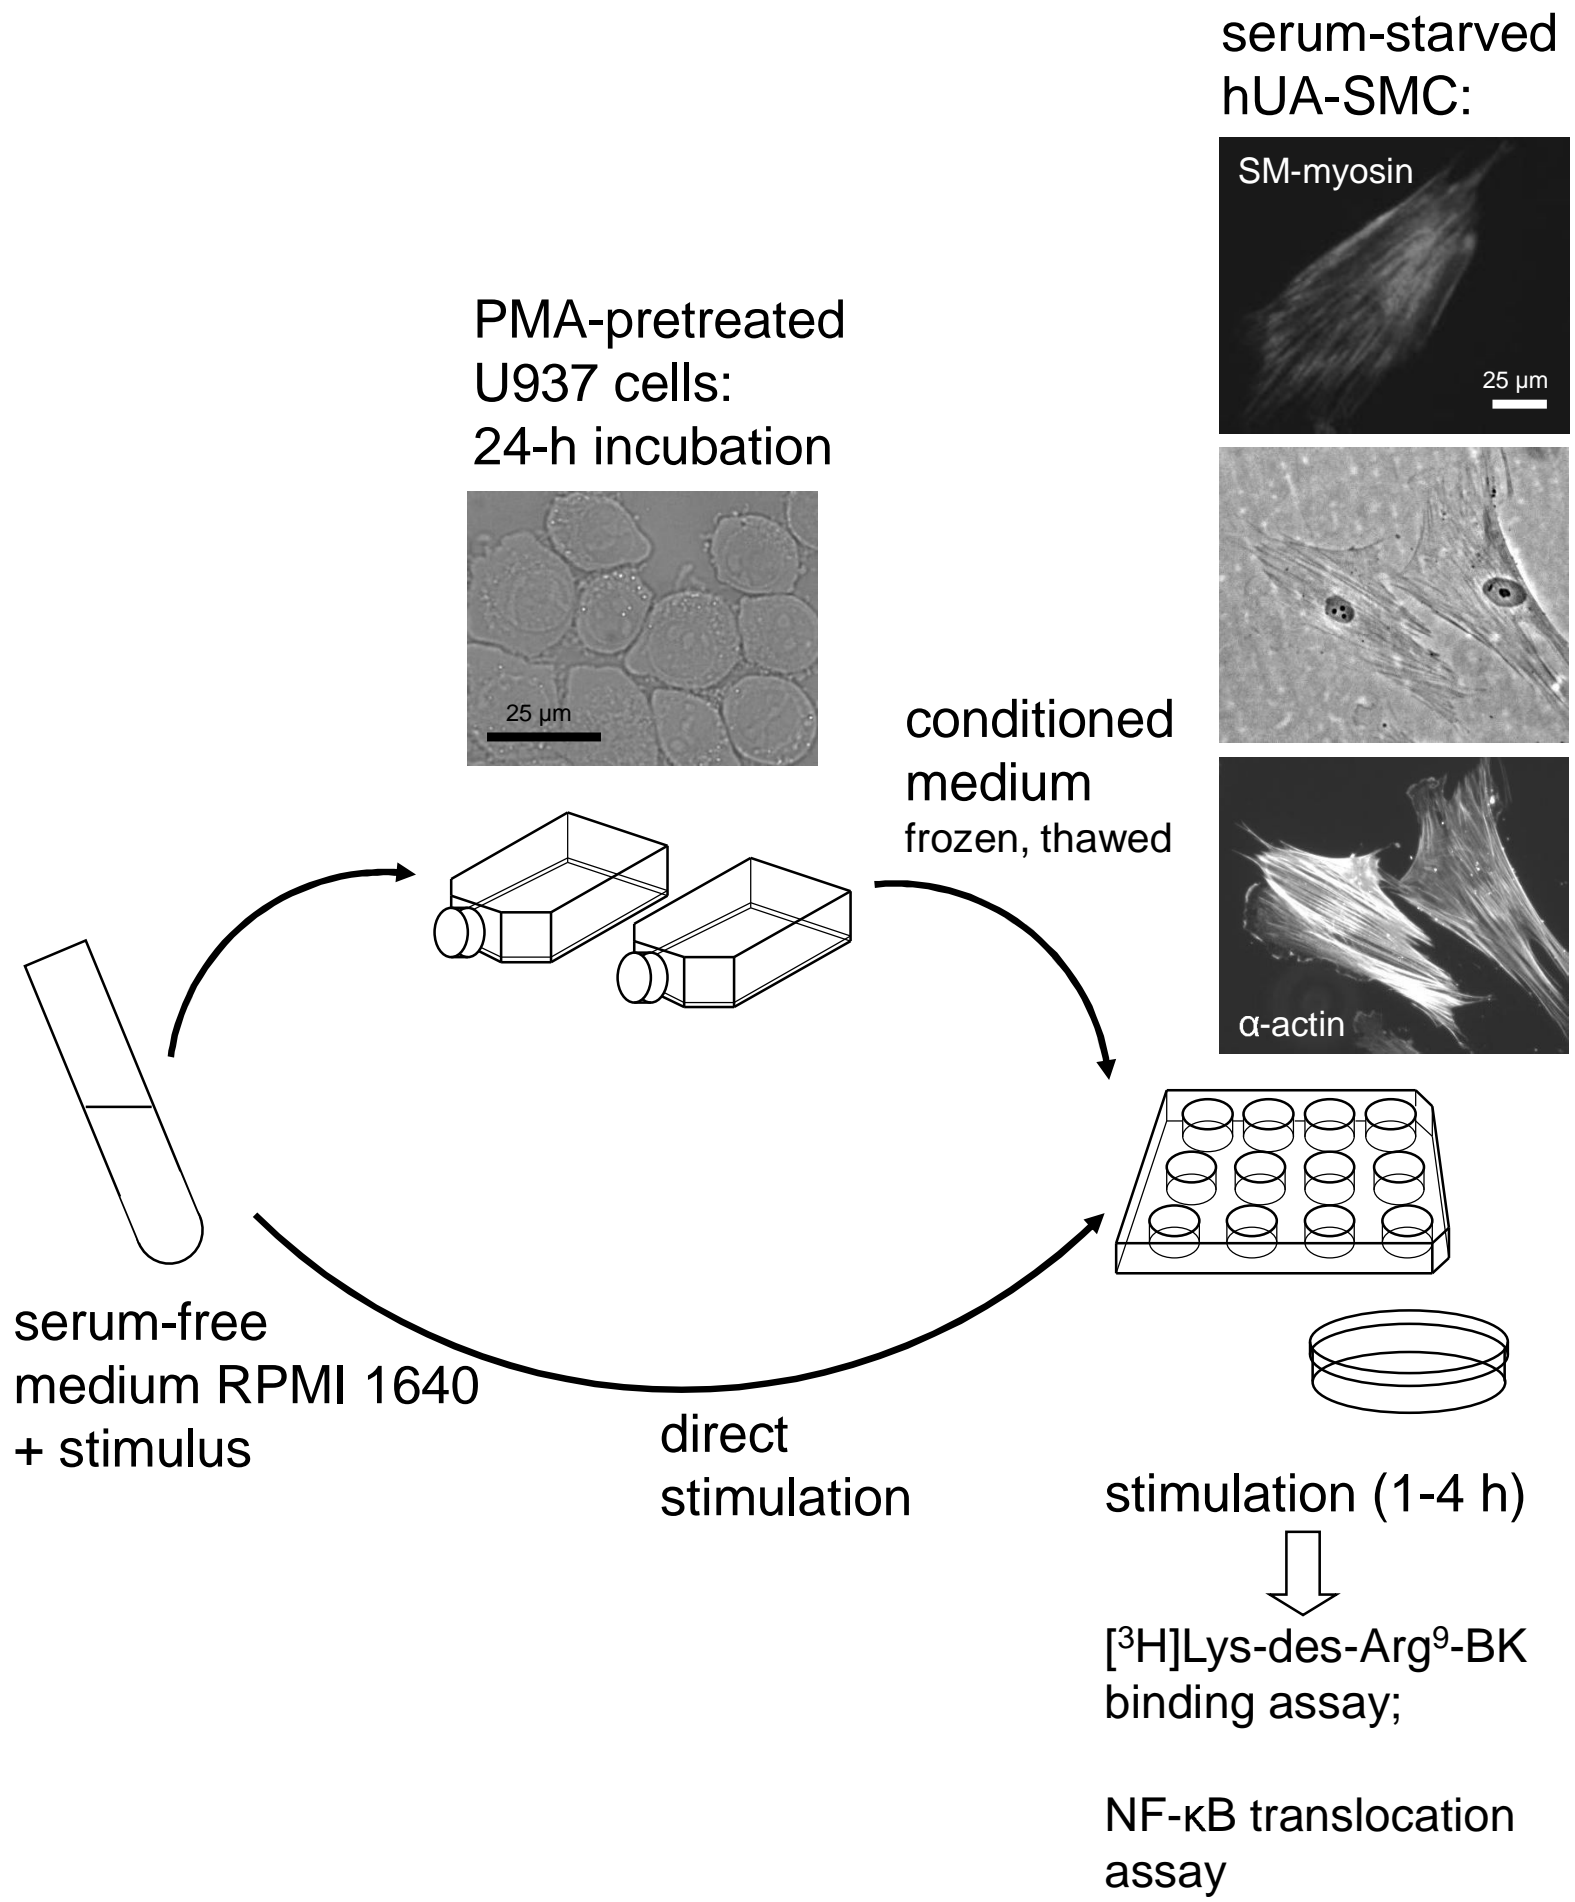 serum-starved
hUA-SMC:
SM-myosin
25 µm
PMA-pretreated
U937 cells:
24-h incubation
25 µm
conditioned
medium
frozen, thawed
α-actin
serum-free
medium RPMI 1640
+ stimulus
direct
stimulation
stimulation (1-4 h)
[³H]Lys-des-Arg⁹-BK
binding assay;
NF-κB translocation
assay